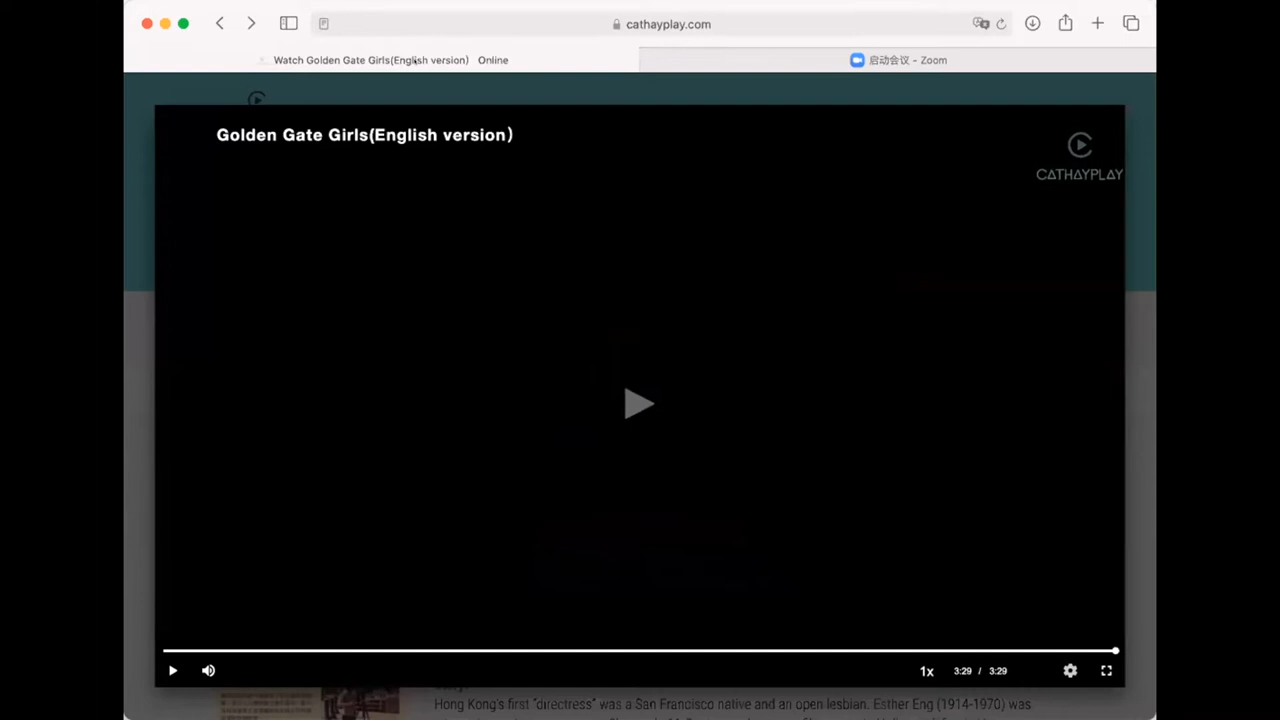 cathayplay.com
Watch Golden Gate Girls(English version) Online
启动会议 - Zoom
Golden Gate Girls(English version)
CATHAYPLAY
1x
3:29 / 3:29
Hong Kong's first “directress” was a San Francisco native and an open lesbian. Esther Eng (1914-1970) was